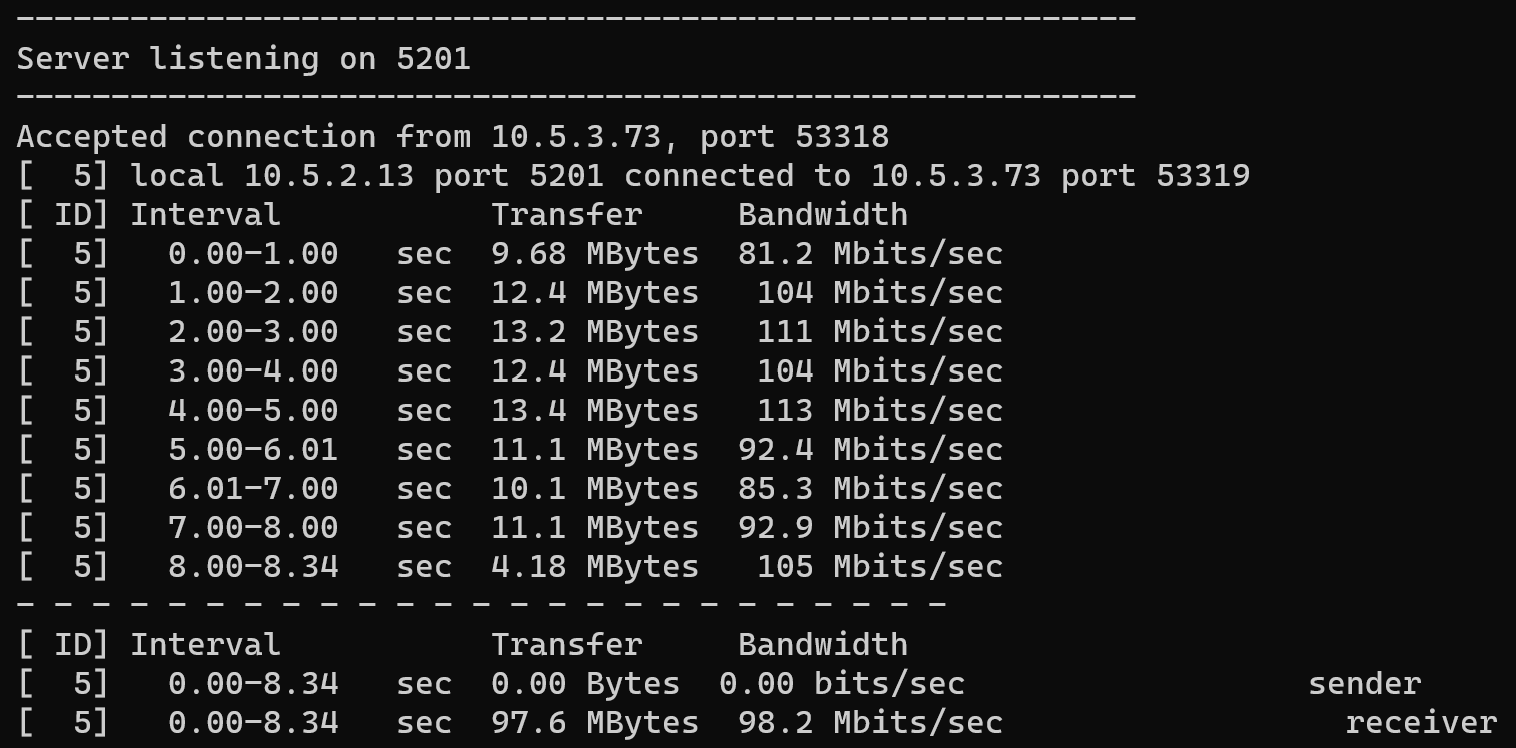 -----------------------------------------------------------
Server listening on 5201
-----------------------------------------------------------
Accepted connection from 10.5.3.73, port 53318
[  5] local 10.5.2.13 port 5201 connected to 10.5.3.73 port 53319
[ ID] Interval           Transfer     Bandwidth
[  5]   0.00-1.00   sec  9.68 MBytes  81.2 Mbits/sec
[  5]   1.00-2.00   sec  12.4 MBytes   104 Mbits/sec
[  5]   2.00-3.00   sec  13.2 MBytes   111 Mbits/sec
[  5]   3.00-4.00   sec  12.4 MBytes   104 Mbits/sec
[  5]   4.00-5.00   sec  13.4 MBytes   113 Mbits/sec
[  5]   5.00-6.01   sec  11.1 MBytes  92.4 Mbits/sec
[  5]   6.01-7.00   sec  10.1 MBytes  85.3 Mbits/sec
[  5]   7.00-8.00   sec  11.1 MBytes  92.9 Mbits/sec
[  5]   8.00-8.34   sec  4.18 MBytes   105 Mbits/sec
- - - - - - - - - - - - - - - - - - - - - - - - -
[ ID] Interval           Transfer     Bandwidth
[  5]   0.00-8.34   sec  0.00 Bytes  0.00 bits/sec                  sender
[  5]   0.00-8.34   sec  97.6 MBytes  98.2 Mbits/sec                  receiver